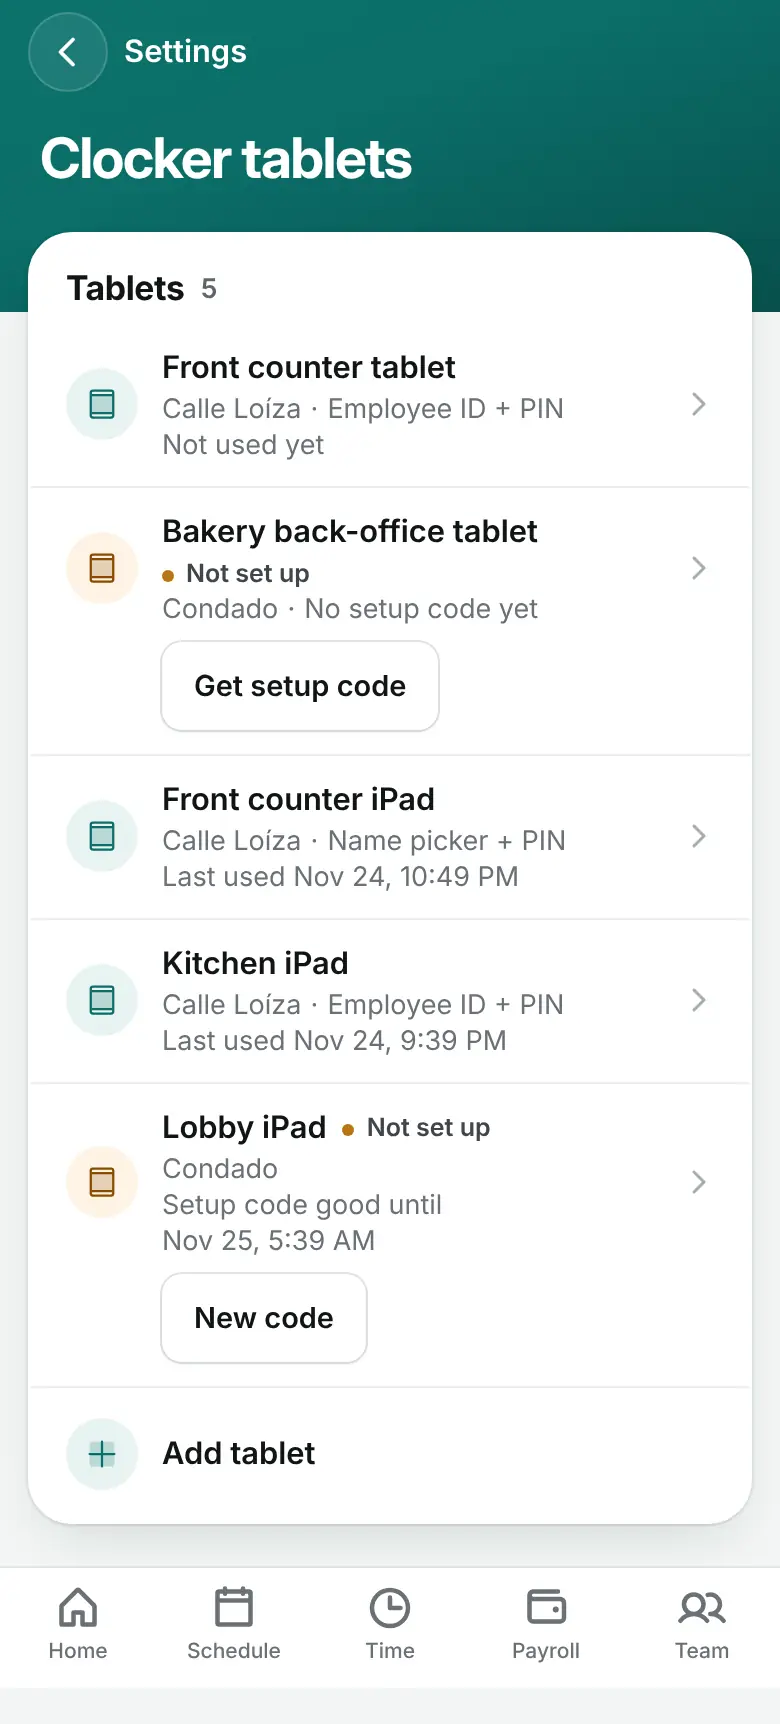 Settings
Clocker tablets
Tablets 5
Front counter tablet
Calle Loíza · Employee ID + PIN
Not used yet
Bakery back-office tablet
Not set up
Condado · No setup code yet
Get setup code
Front counter iPad
Calle Loíza · Name picker + PIN
Last used Nov 24, 10:49 PM
Kitchen iPad
Calle Loíza · Employee ID + PIN
Last used Nov 24, 9:39 PM
Lobby iPad Not set up
Condado
Setup code good until
Nov 25, 5:39 AM
New code
Add tablet
Home Schedule Time Payroll Team